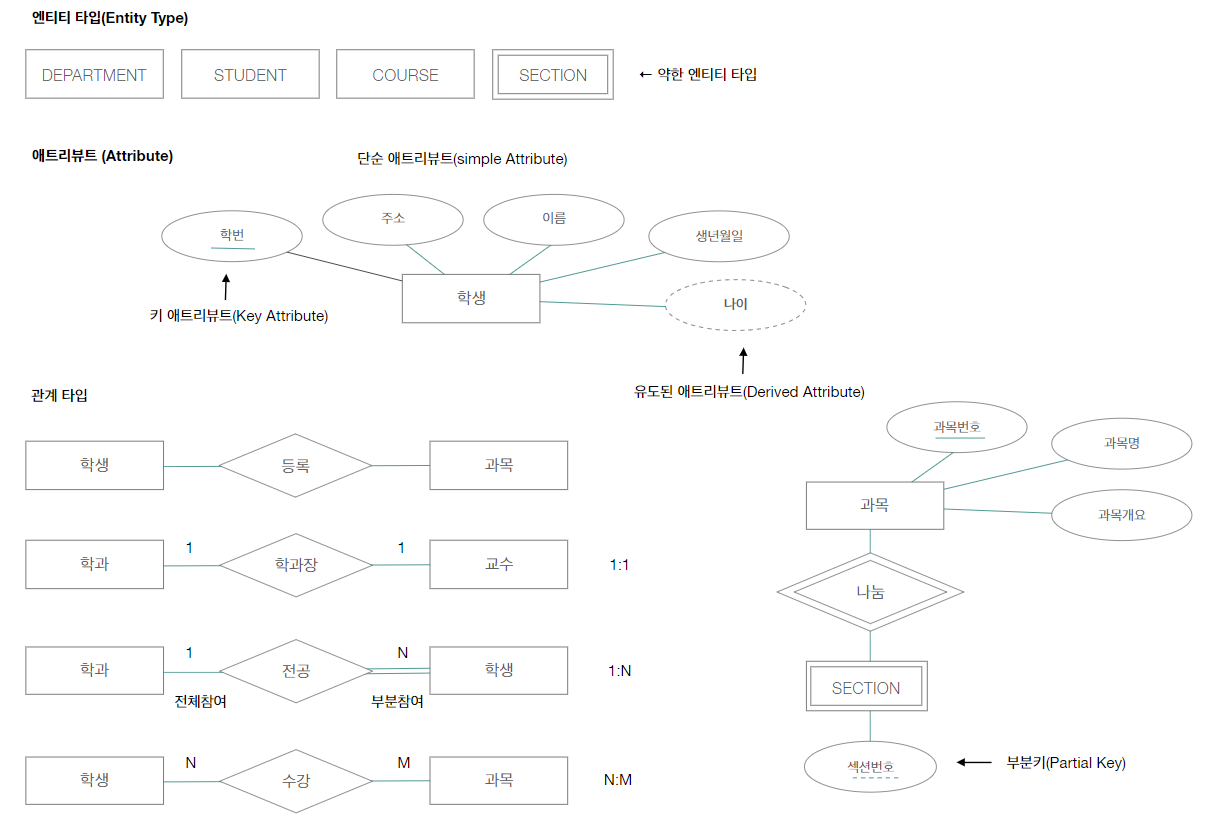 엔티티 타입(Entity Type)
DEPARTMENT
STUDENT
COURSE
SECTION
← 약한 엔티티 타입
애트리뷰트 (Attribute)
단순 애트리뷰트(simple Attribute)
학번
주소
이름
생년월일
학생
나이
키 애트리뷰트(Key Attribute)
유도된 애트리뷰트(Derived Attribute)
관계 타입
학생
등록
과목
학과
1
학과장
1
교수
1:1
학과
1
전공
N
학생
1:N
전체참여
부분참여
학생
N
수강
M
과목
N:M
과목번호
과목명
과목
과목개요
나눔
SECTION
섹션번호
부분키(Partial Key)